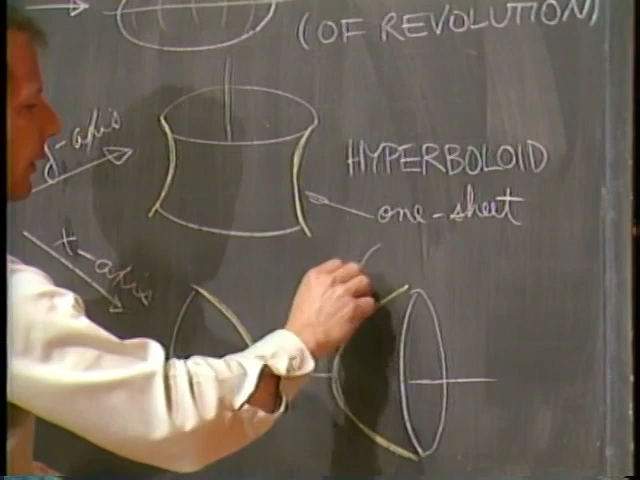 (OF REVOLUTION)
y-axis
HYPERBOLOID
one-sheet
x-axis